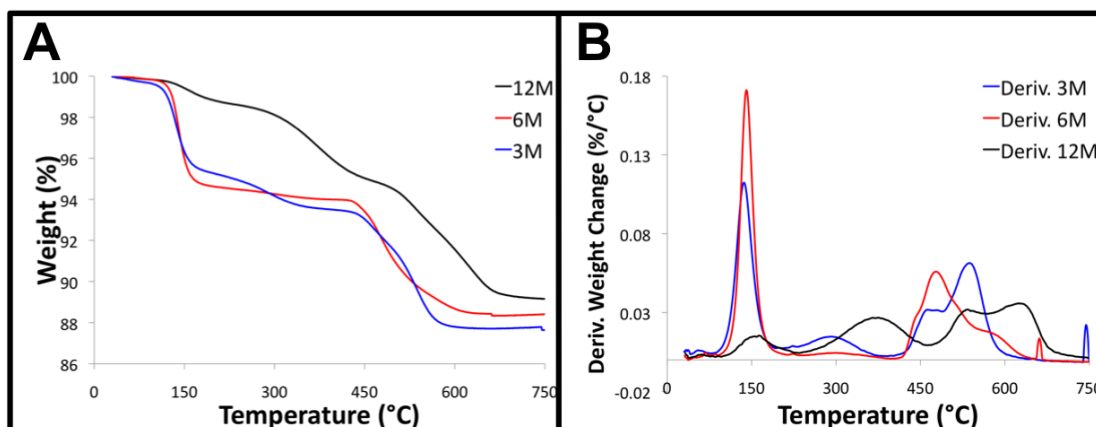 A
100
98
96
94
92
90
88
86
0
150
300
450
600
750
Weight (%)
Temperature (°C)
12M
6M
3M
B
0.18
0.13
0.08
0.03
-0.02
0
150
300
450
600
750
Deriv. Weight Change (%/°C)
Temperature (°C)
Deriv. 3M
Deriv. 6M
Deriv. 12M